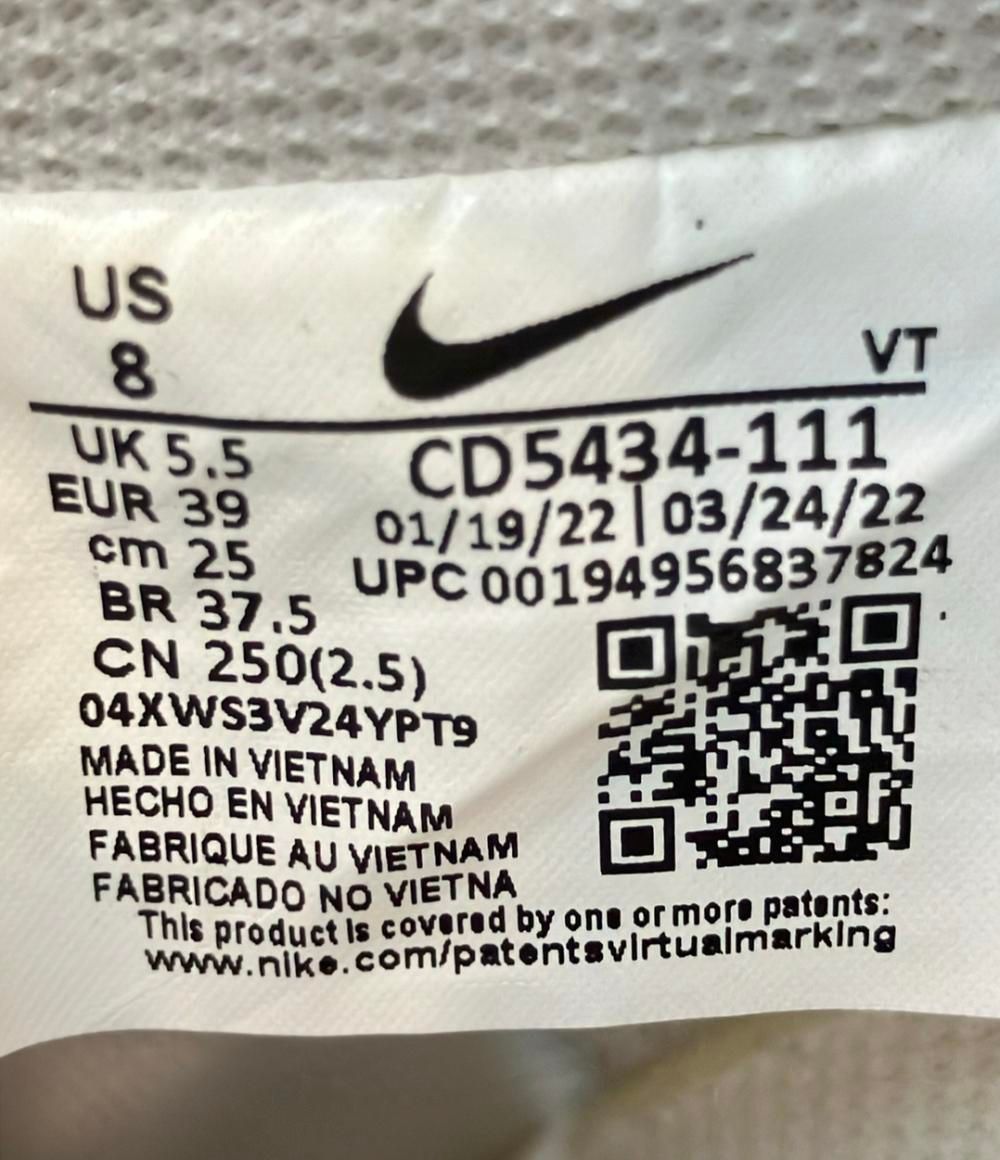 US
8
VT
UK 5.5
EUR 39
cm 25
BR 37.5
CN 250(2.5)
04XWS3V24YPT9
CD5434-111
01/19/22 | 03/24/22
UPC 00194956837824
MADE IN VIETNAM
HECHO EN VIETNAM
FABRIQUE AU VIETNAM
FABRICADO NO VIETNA
This product is covered by one or more patents:
www.nike.com/patentsvirtualmarking